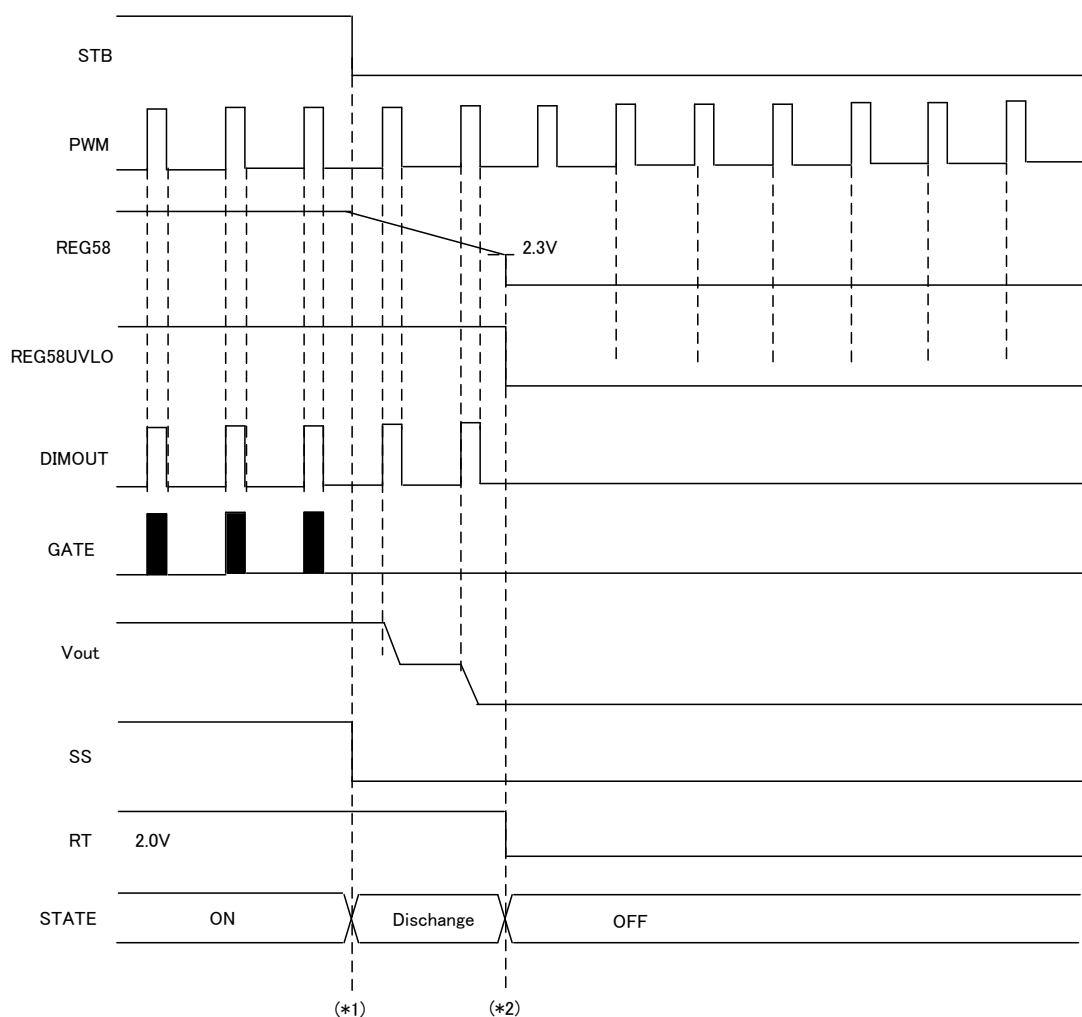 STB
PWM
REG58
2.3V
REG58UVLO
DIMOUT
GATE
Vout
SS
RT
2.0V
STATE
ON
Dischange
OFF
(*1)
(*2)